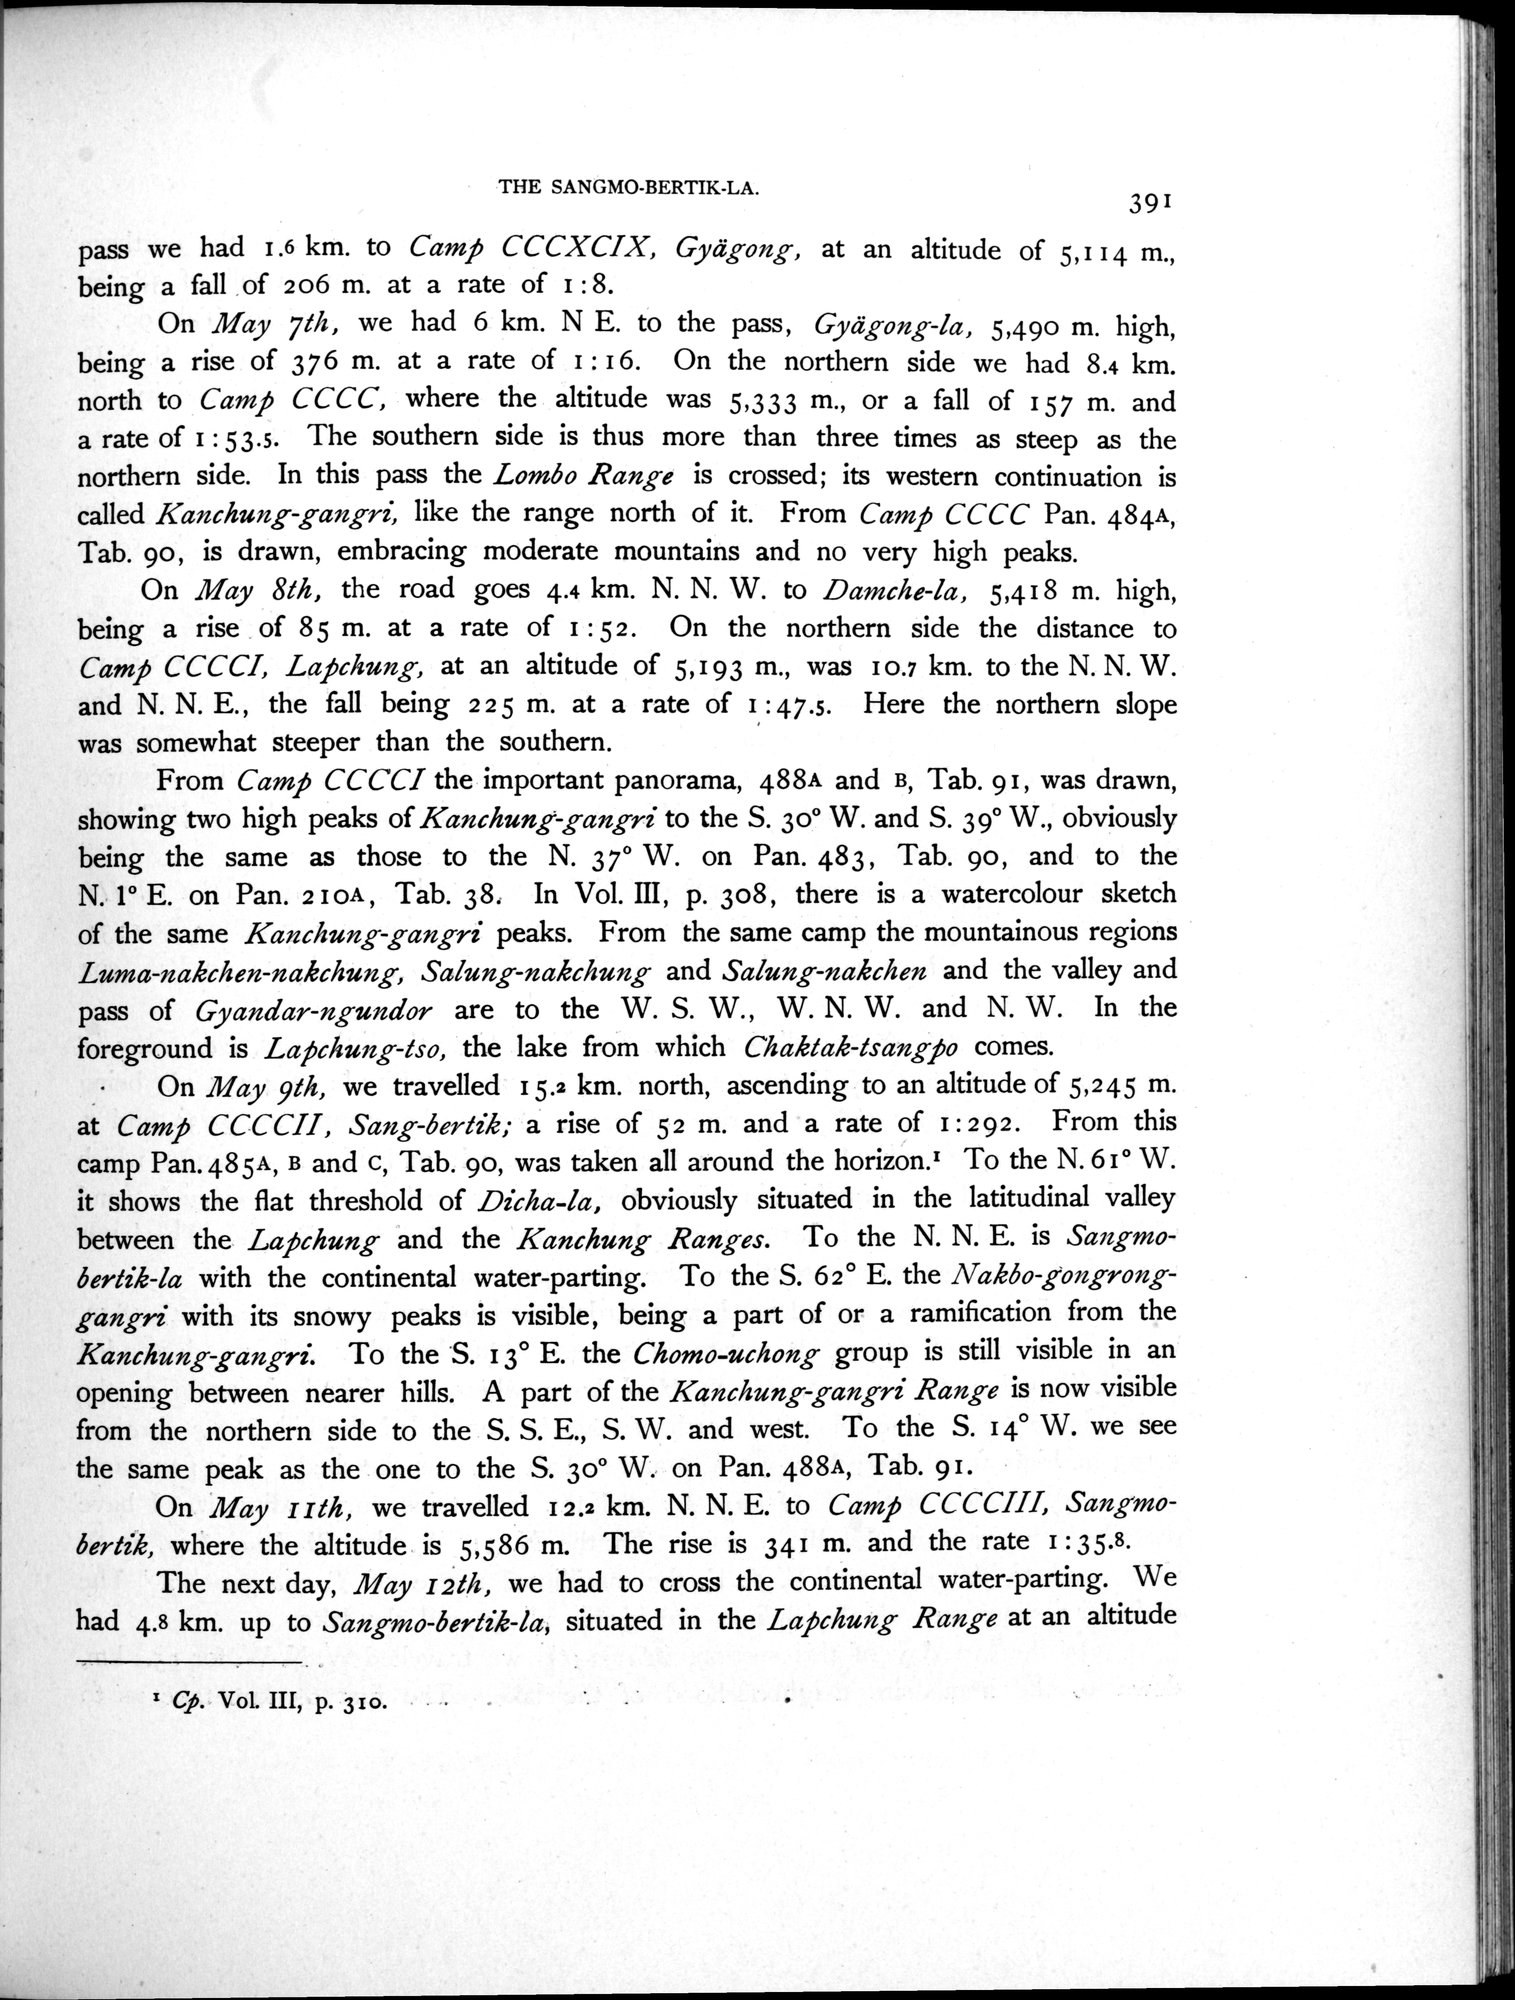 THE SANGMO-BERTIK-LA.
391
pass we had 1.6 km. to Camp CCCXCIX, Gyägong, at an altitude of 5,114 m.,
being a fall of 206 m. at a rate of 1:8.
On May 7th, we had 6 km. N E. to the pass, Gyägong-la, 5,490 m. high,
being a rise of 376 m. at a rate of 1:16. On the northern side we had 8.4 km.
north to Camp CCCC, where the altitude was 5,333 m., or a fall of 157 m. and
a rate of 1:53.5. The southern side is thus more than three times as steep as the
northern side. In this pass the Lombo Range is crossed; its western continuation is
called Kanchung-gangri, like the range north of it. From Camp CCCC Pan. 484A,
Tab. 90, is drawn, embracing moderate mountains and no very high peaks.
On May 8th, the road goes 4.4 km. N. N. W. to Damche-la, 5,418 m. high,
being a rise of 85 m. at a rate of 1:52. On the northern side the distance to
Camp CCCCI, Lapchung, at an altitude of 5,193 m., was 10.7 km. to the N. N. W.
and N. N. E., the fall being 225 m. at a rate of 1:47.5. Here the northern slope
was somewhat steeper than the southern.
From Camp CCCCI the important panorama, 488A and B, Tab. 91, was drawn,
showing two high peaks of Kanchung-gangri to the S. 30° W. and S. 39° W., obviously
being the same as those to the N. 37° W. on Pan. 483, Tab. 90, and to the
N. 1° E. on Pan. 210A, Tab. 38. In Vol. III, p. 308, there is a watercolour sketch
of the same Kanchung-gangri peaks. From the same camp the mountainous regions
Luma-nakchen-nakchung, Salung-nakchung and Salung-nakchen and the valley and
pass of Gyandar-ngundor are to the W. S. W., W. N. W. and N. W. In the
foreground is Lapchung-tso, the lake from which Chaktak-tsangpo comes.
On May 9th, we travelled 15.2 km. north, ascending to an altitude of 5,245 m.
at Camp CCCCII, Sang-bertik; a rise of 52 m. and a rate of 1:292. From this
camp Pan. 485A, B and C, Tab. 90, was taken all around the horizon.¹ To the N. 61° W.
it shows the flat threshold of Dicha-la, obviously situated in the latitudinal valley
between the Lapchung and the Kanchung Ranges. To the N. N. E. is Sangmo-
bertik-la with the continental water-parting. To the S. 62° E. the Nakbo-gongrong-
gangri with its snowy peaks is visible, being a part of or a ramification from the
Kanchung-gangri. To the S. 13° E. the Chomo-uchong group is still visible in an
opening between nearer hills. A part of the Kanchung-gangri Range is now visible
from the northern side to the S. S. E., S. W. and west. To the S. 14° W. we see
the same peak as the one to the S. 30° W. on Pan. 488A, Tab. 91.
On May 11th, we travelled 12.2 km. N. N. E. to Camp CCCCIII, Sangmo-
bertik, where the altitude is 5,586 m. The rise is 341 m. and the rate 1:35.8.
The next day, May 12th, we had to cross the continental water-parting. We
had 4.8 km. up to Sangmo-bertik-la, situated in the Lapchung Range at an altitude
¹ Cp. Vol. III, p. 310.